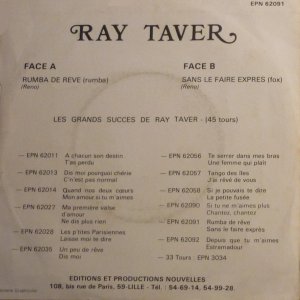 EPN 62091
RAY TAVER
FACE A
FACE B
RUMBA DE REVE (rumba)
(Reno)
SANS LE FAIRE EXPRES (fox)
(Reno)
LES GRANDS SUCCES DE RAY TAVER - (45 tours)
— EPN 62011 A chacun son destin
T'as perdu
— EPN 62013 Dis moi pourquoi chérie
C'n'est pas normal
— EPN 62014 Quand nos deux cœurs
Mon amour si tu m'aimes
— EPN 62027 Ma première valse
d'amour
Ne dis plus rien
— EPN 62028 Les p'tites Parisiennes
Laisse moi te dire
— EPN 62035 Un peu de rêve
Dis moi
— EPN 62056 Te serrer dans mes bras
Une femme qui plaît
— EPN 62057 Tango des îles
J'ai rêvé de vous
— EPN 62058 Si je pouvais te dire
La petite fusée
— EPN 62090 Si tu ne m'aimes plus
Chantez, chantez
— EPN 62091 Rumba de rêve
Sans le faire exprès
— EPN 62092 Depuis que tu m'aimes
Estramadour
— 33 Tours EPN 3034
EDITIONS ET PRODUCTIONS NOUVELLES
108, bis rue de Paris, 59-LILLE - Tél. 54-69-14, 54-99-28.